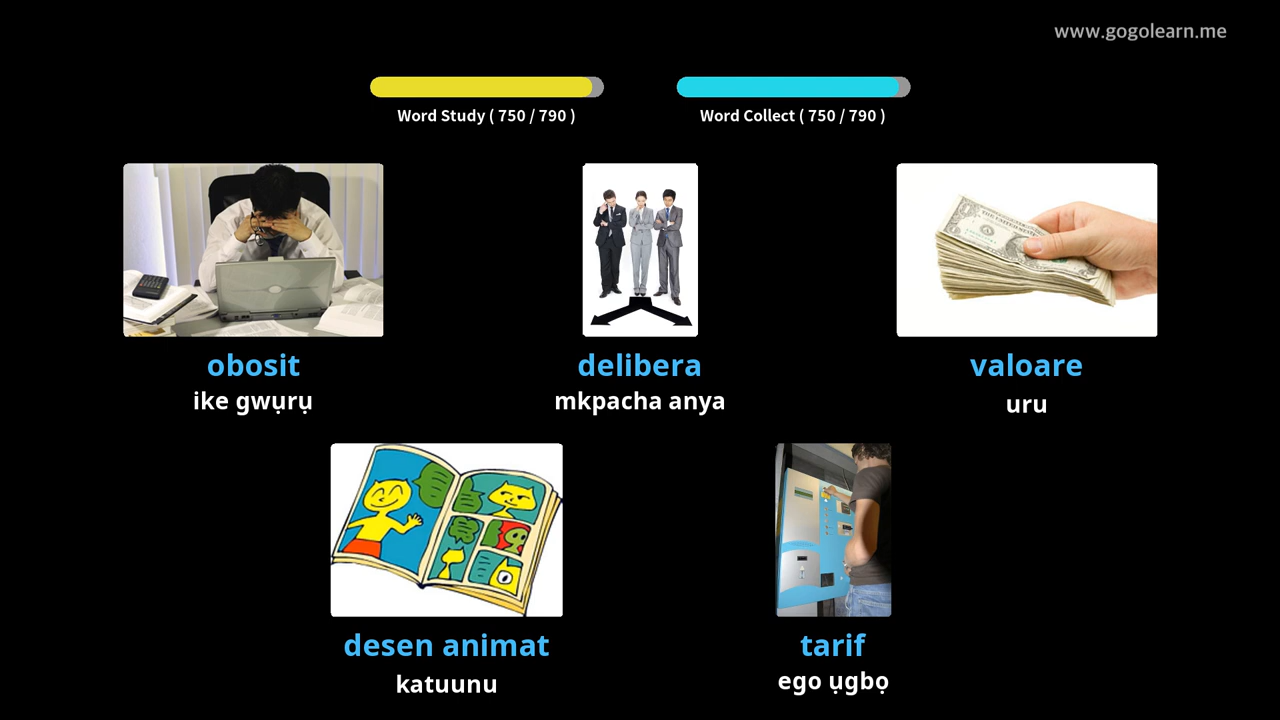 www.gogolearn.me
Word Study ( 750 / 790 )
Word Collect ( 750 / 790 )
obosit
ike gwụrụ
delibera
mkpacha anya
valoare
uru
desen animat
katuunu
tarif
ego ụgbọ